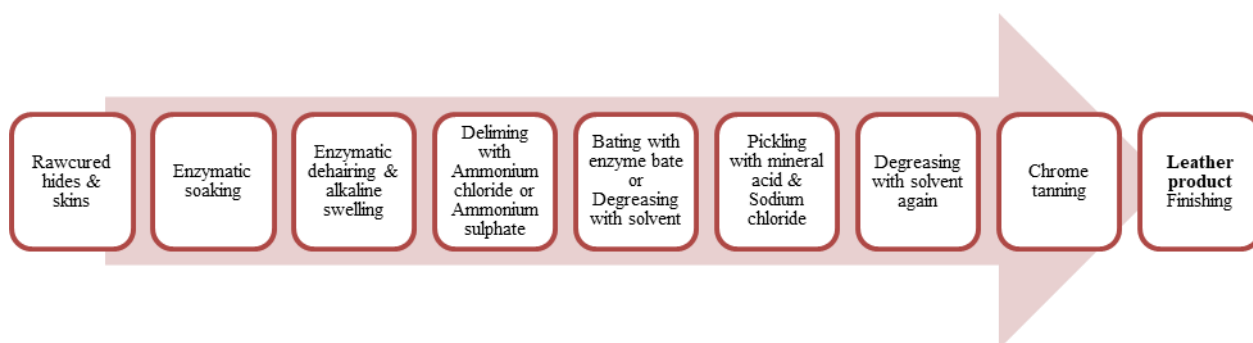 Rawcured
hides &
skins
Enzymatic
soaking
Enzymatic
dehairing &
alkaline
swelling
Deliming
with
Ammonium
chloride or
Ammonium
sulphate
Bating with
enzyme bate
or
Degreasing
with solvent
Pickling
with mineral
acid &
Sodium
chloride
Degreasing
with solvent
again
Chrome
tanning
Leather
product
Finishing